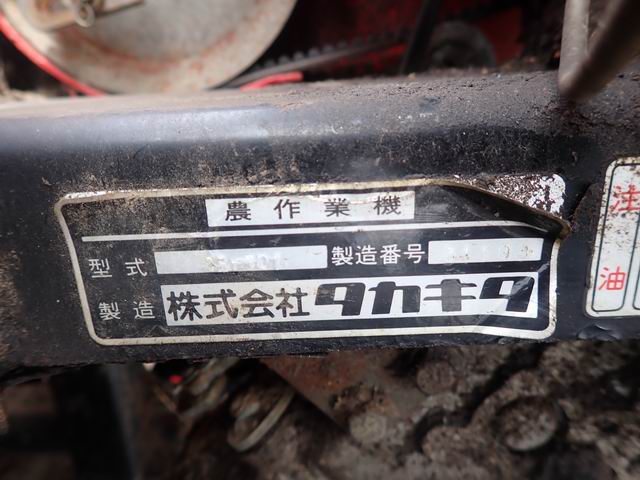 農作業機
型式 製造番号
製造 株式会社タカキタ
注
油